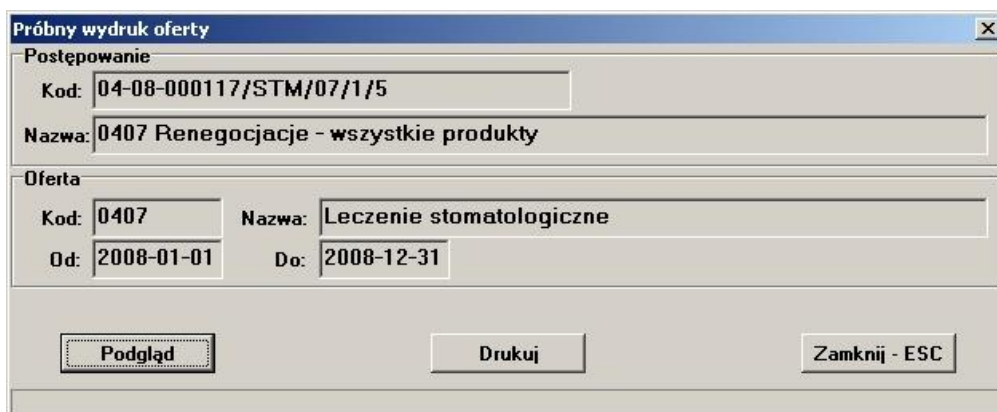 Próbny wydruk oferty
Postępowanie
Kod: 04-08-000117/STM/07/1/5
Nazwa: 0407 Renegocjacje - wszystkie produkty
Oferta
Kod: 0407 Nazwa: Leczenie stomatologiczne
Od: 2008-01-01 Do: 2008-12-31
Podgląd Drukuj Zamknij - ESC